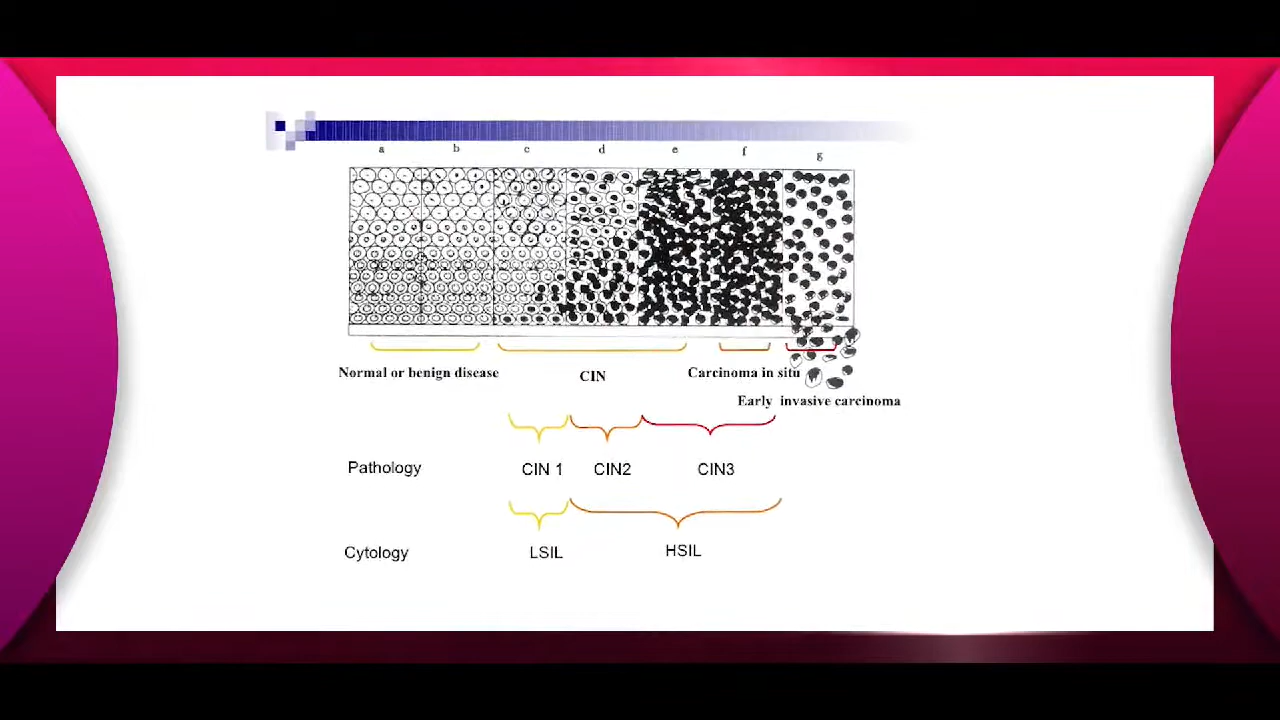 a b c d e f g
Normal or benign disease CIN Carcinoma in situ
Early invasive carcinoma
Pathology CIN 1 CIN2 CIN3
Cytology LSIL HSIL